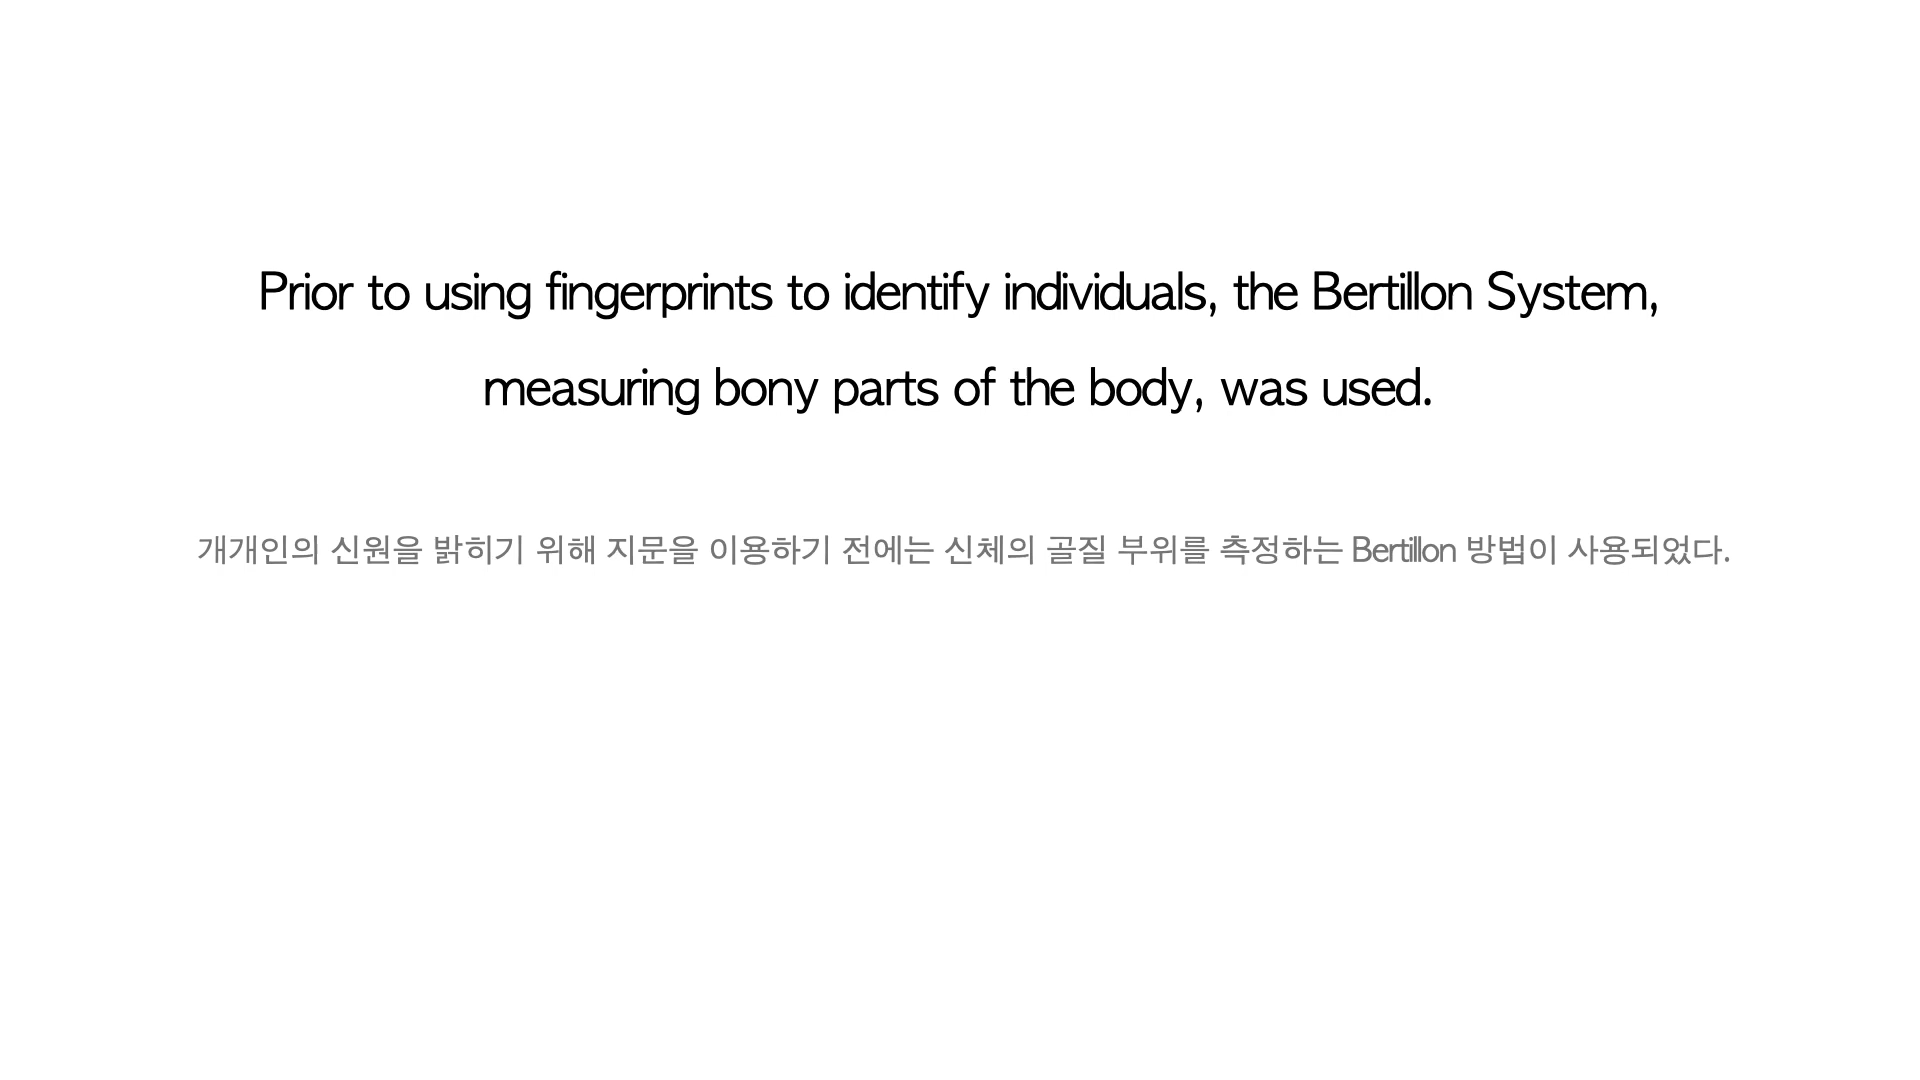 Prior to using fingerprints to identify individuals, the Bertillon System,
measuring bony parts of the body, was used.
개개인의 신원을 밝히기 위해 지문을 이용하기 전에는 신체의 골질 부위를 측정하는 Bertillon 방법이 사용되었다.